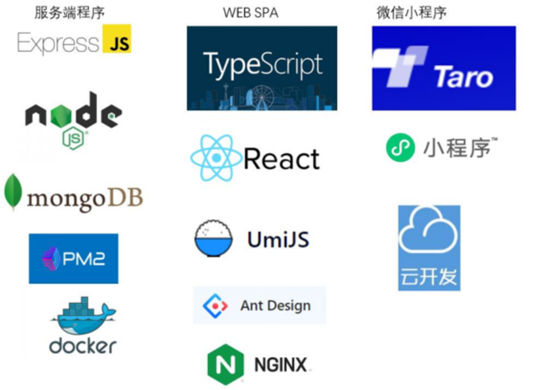 服务端程序
Express JS
node
JS
mongoDB
PM2
docker
WEB SPA
TypeScript
React
UmiJS
Ant Design
NGINX
微信小程序
Taro
小程序™
云开发